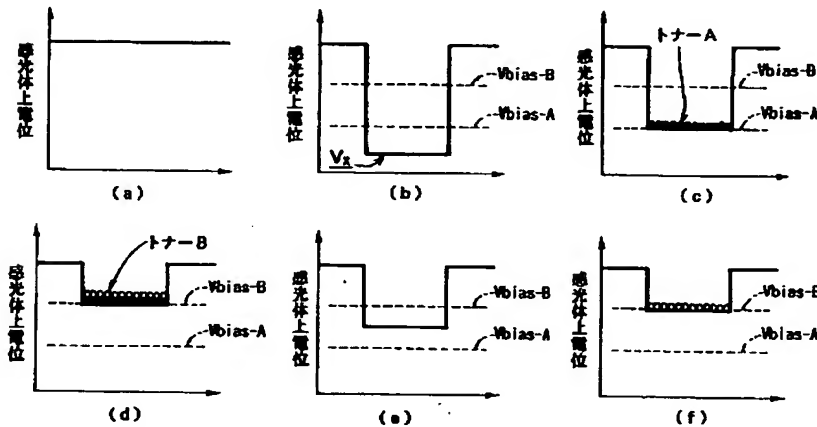 感光体上電位
Vbias-B
Vbias-A
Vx
(a)
(b)
感光体上電位
トナーA
Vbias-B
Vbias-A
(c)
感光体上電位
トナーB
Vbias-B
Vbias-A
(d)
感光体上電位
Vbias-B
Vbias-A
(e)
感光体上電位
Vbias-B
Vbias-A
(f)
感光体上電位